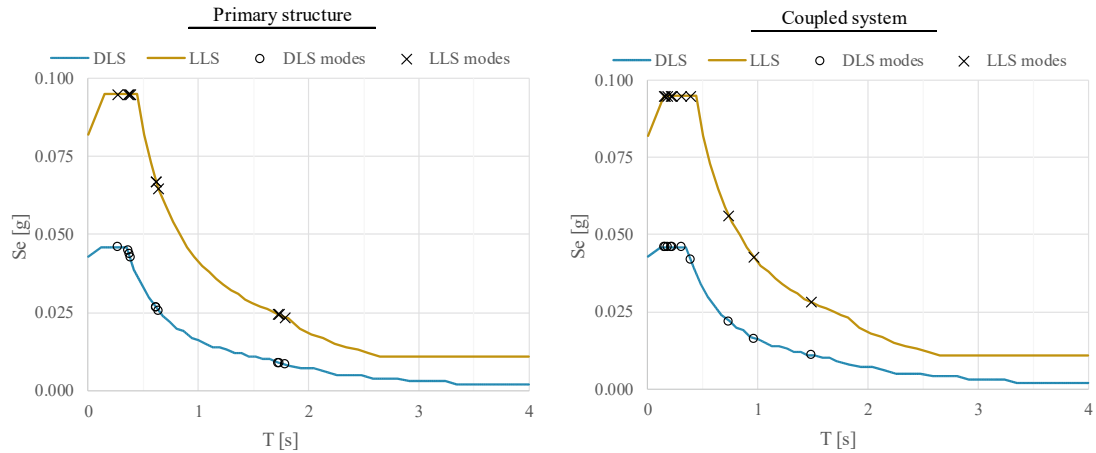 Primary structure
DLS LLS DLS modes LLS modes
0.100
0.075
0.050
0.025
0.000
Se [g]
0 1 2 3 4
T [s]
Coupled system
DLS LLS DLS modes LLS modes
0.100
0.075
0.050
0.025
0.000
Se [g]
0 1 2 3 4
T [s]